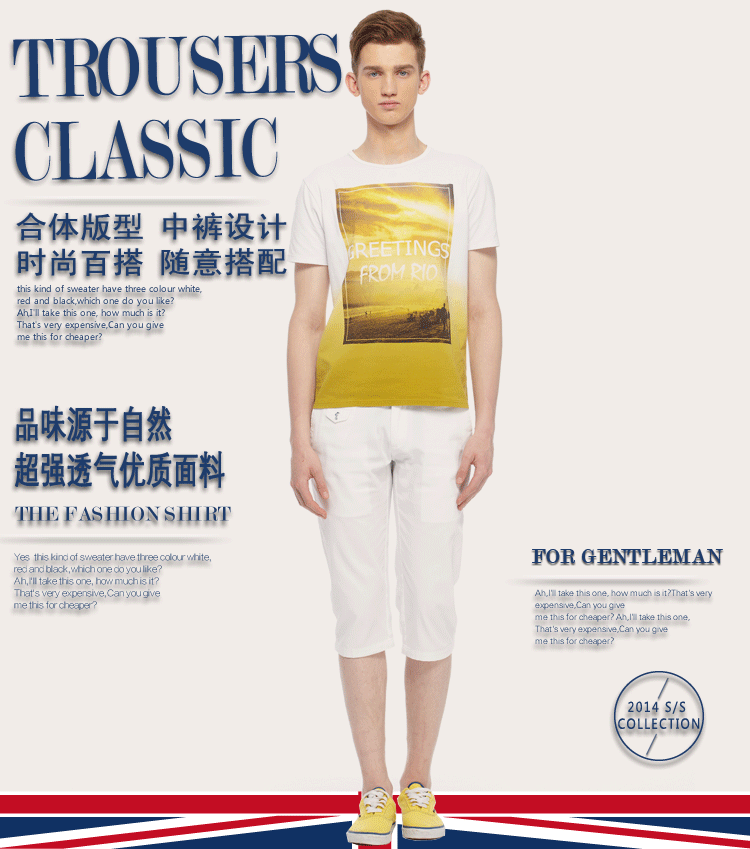 TROUSERS
CLASSIC
合体版型 中裤设计
时尚百搭 随意搭配
this kind of sweater have three colour white,
red and black,which one do you like?
Ah,I'll take this one, how much is it?
That's very expensive,Can you give
me this for cheaper?
GREETINGS
FROM RIO
品味源于自然
超强透气优质面料
THE FASHION SHIRT
Yes this kind of sweater have three colour white,
red and black,which one do you like?
Ah,I'll take this one, how much is it?
That's very expensive,Can you give
me this for cheaper?
FOR GENTLEMAN
Ah,I'll take this one, how much is it?That's very
expensive,Can you give
me this for cheaper? Ah,I'll take this one,
That's very expensive,Can you give
me this for cheaper?
2014 S/S
COLLECTION